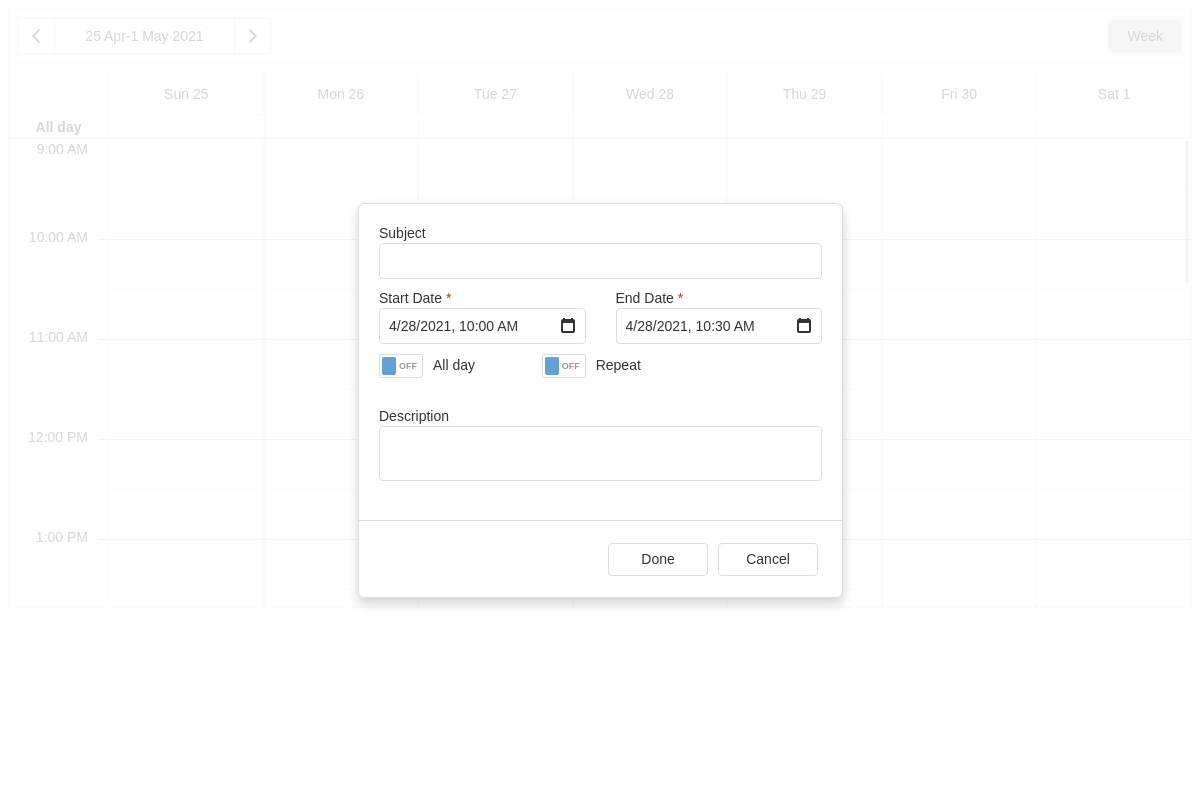 25 Apr-1 May 2021
Week
Sun 25 Mon 26 Tue 27 Wed 28 Thu 29 Fri 30 Sat 1
All day
9:00 AM
10:00 AM
11:00 AM
12:00 PM
1:00 PM
Subject
Start Date * End Date *
4/28/2021, 10:00 AM 4/28/2021, 10:30 AM
OFF All day OFF Repeat
Description
Done Cancel